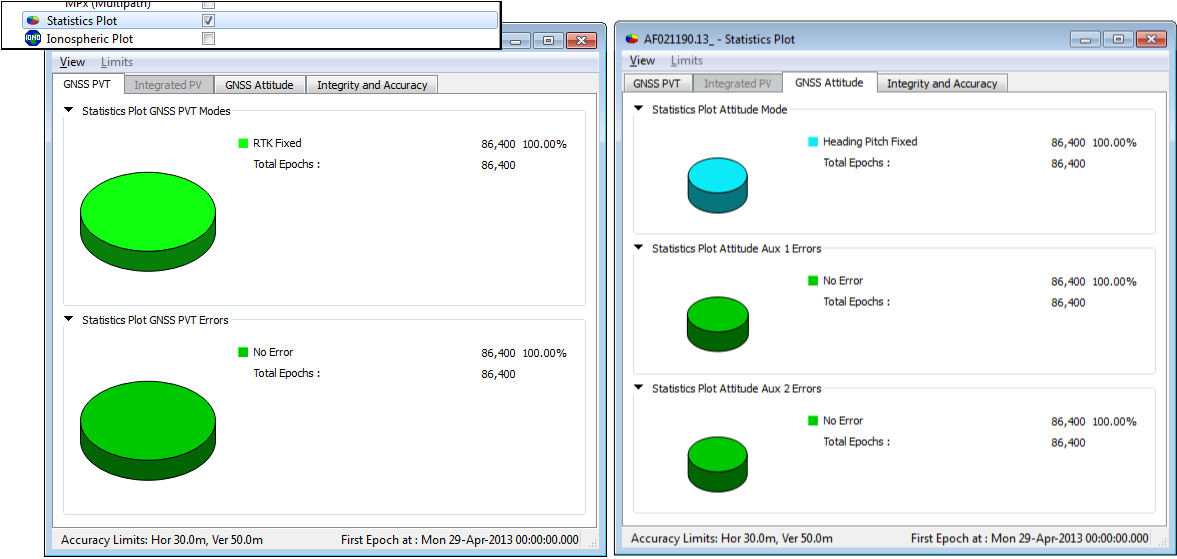 MPx (Multipath)
Statistics Plot
IONO Ionospheric Plot
View Limits
GNSS PVT Integrated PV GNSS Attitude Integrity and Accuracy
Statistics Plot GNSS PVT Modes
RTK Fixed 86,400 100.00%
Total Epochs : 86,400
Statistics Plot GNSS PVT Errors
No Error 86,400 100.00%
Total Epochs : 86,400
Accuracy Limits: Hor 30.0m, Ver 50.0m First Epoch at : Mon 29-Apr-2013 00:00:00.000
AF021190.13_ - Statistics Plot
View Limits
GNSS PVT Integrated PV GNSS Attitude Integrity and Accuracy
Statistics Plot Attitude Mode
Heading Pitch Fixed 86,400 100.00%
Total Epochs : 86,400
Statistics Plot Attitude Aux 1 Errors
No Error 86,400 100.00%
Total Epochs : 86,400
Statistics Plot Attitude Aux 2 Errors
No Error 86,400 100.00%
Total Epochs : 86,400
Accuracy Limits: Hor 30.0m, Ver 50.0m First Epoch at : Mon 29-Apr-2013 00:00:00.000